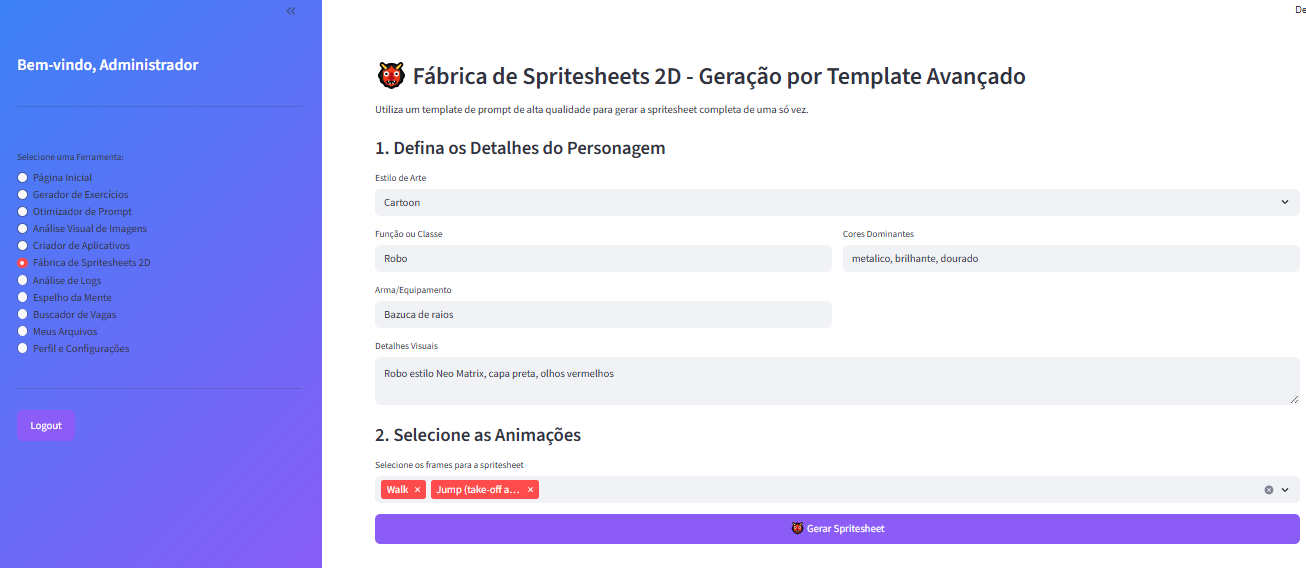 De
Bem-vindo, Administrador
Selecione uma Ferramenta:
Página Inicial
Gerador de Exercícios
Otimizador de Prompt
Análise Visual de Imagens
Criador de Aplicativos
Fábrica de Spritesheets 2D
Análise de Logs
Espelho da Mente
Buscador de Vagas
Meus Arquivos
Perfil e Configurações
Logout
Fábrica de Spritesheets 2D - Geração por Template Avançado
Utiliza um template de prompt de alta qualidade para gerar a spritesheet completa de uma só vez.
1. Defina os Detalhes do Personagem
Estilo de Arte
Cartoon
Função ou Classe
Robo
Cores Dominantes
metalico, brilhante, dourado
Arma/Equipamento
Bazuca de raios
Detalhes Visuais
Robo estilo Neo Matrix, capa preta, olhos vermelhos
2. Selecione as Animações
Selecione os frames para a spritesheet
Walk × Jump (take-off a... ×
Gerar Spritesheet